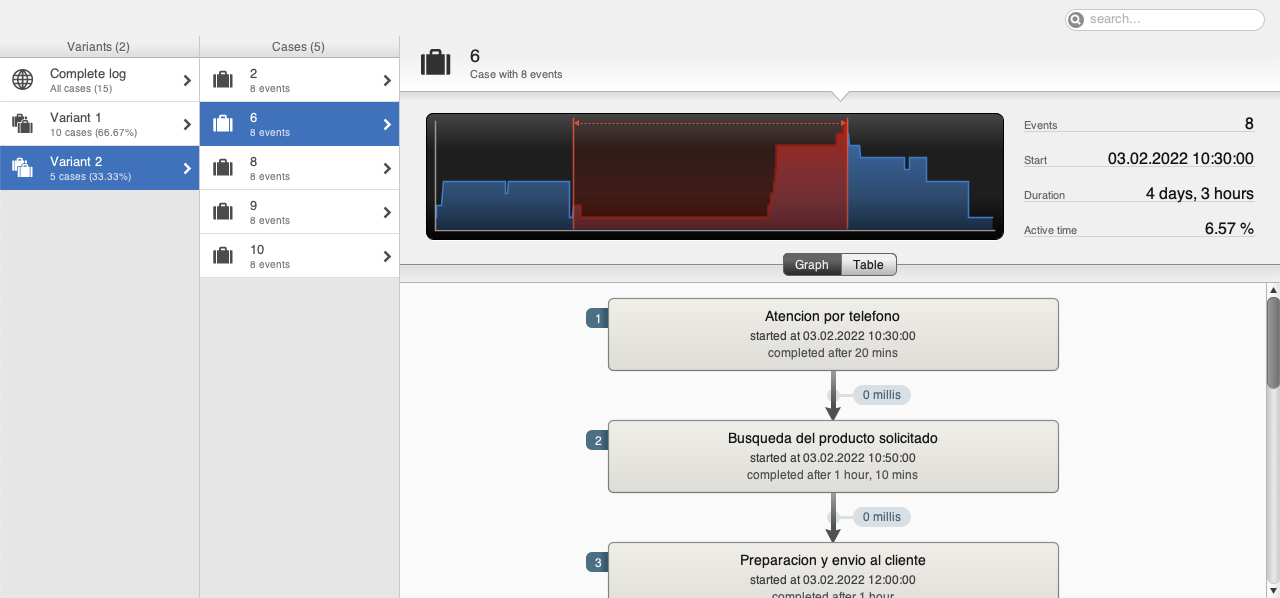 search...
Variants (2)
Complete log
All cases (15)
Variant 1
10 cases (66.67%)
Variant 2
5 cases (33.33%)
Cases (5)
2
8 events
6
8 events
8
8 events
9
8 events
10
8 events
6
Case with 8 events
Events 8
Start 03.02.2022 10:30:00
Duration 4 days, 3 hours
Active time 6.57 %
Graph Table
1
Atencion por telefono
started at 03.02.2022 10:30:00
completed after 20 mins
0 millis
2
Busqueda del producto solicitado
started at 03.02.2022 10:50:00
completed after 1 hour, 10 mins
0 millis
3
Preparacion y envio al cliente
started at 03.02.2022 12:00:00
completed after 1 hour